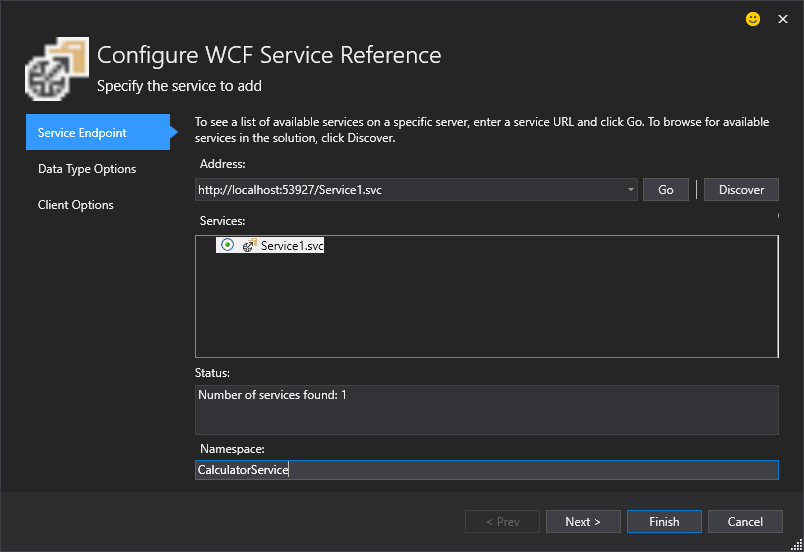 Configure WCF Service Reference
Specify the service to add
Service Endpoint
Data Type Options
Client Options
To see a list of available services on a specific server, enter a service URL and click Go. To browse for available
services in the solution, click Discover.
Address:
http://localhost:53927/Service1.svc
Go
Discover
Services:
Service1.svc
Status:
Number of services found: 1
Namespace:
CalculatorService
< Prev
Next >
Finish
Cancel